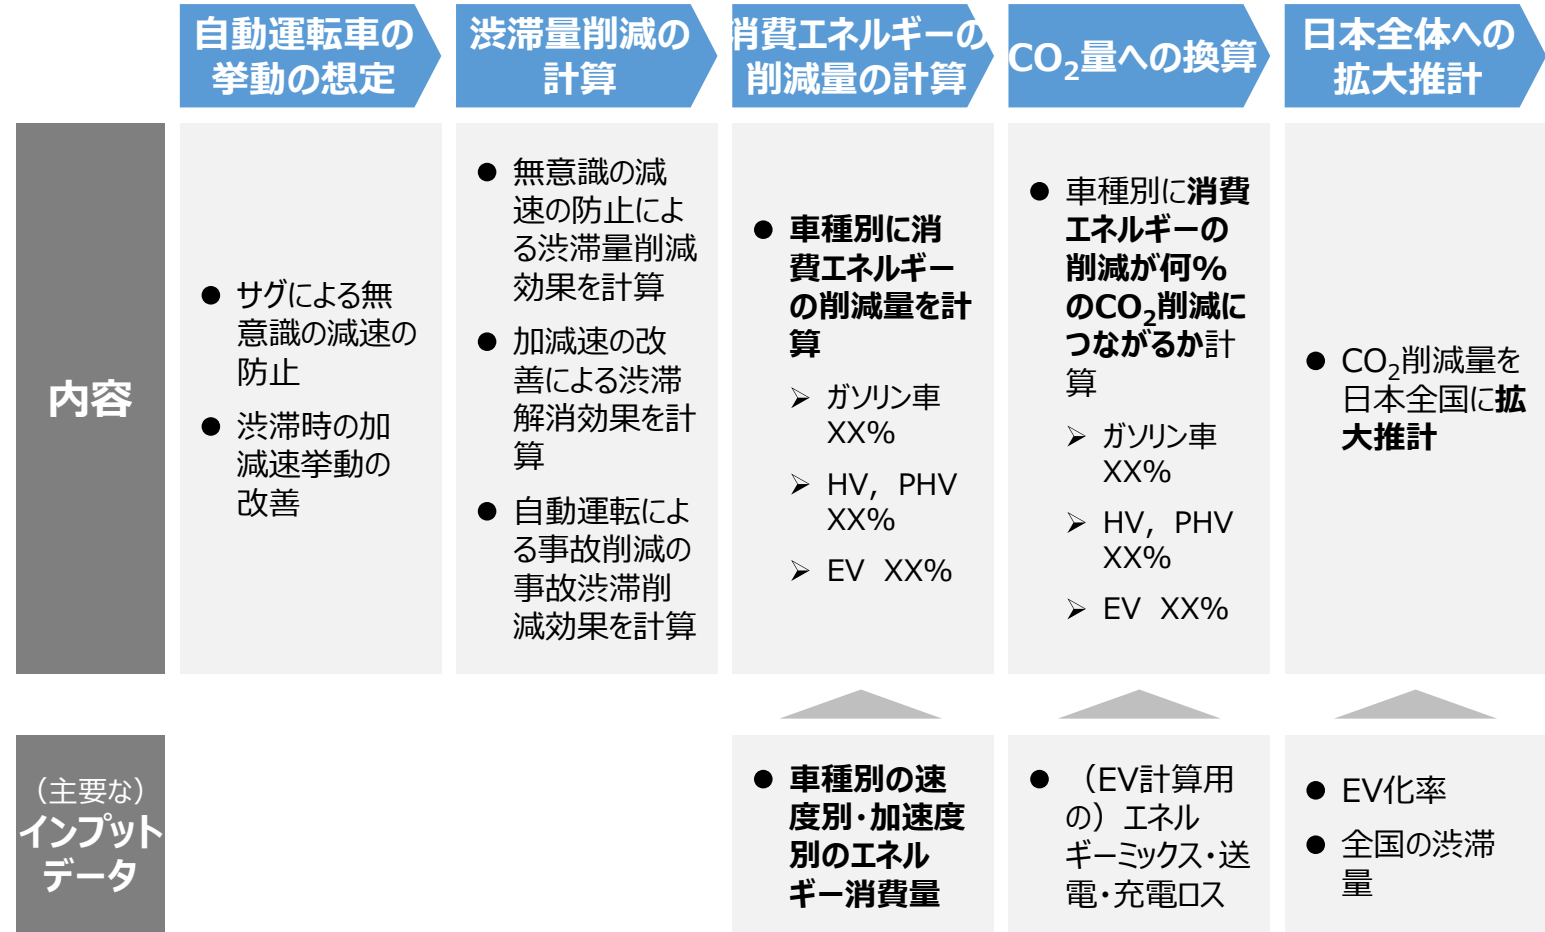 自動運転車の
挙動の想定
渋滞量削減の
計算
消費エネルギーの
削減量の計算
CO2量への換算
日本全体への
拡大推計
内容
● サグによる無
意識の減速の
防止
● 渋滞時の加
減速挙動の
改善
● 無意識の減
速の防止によ
る渋滞量削減
効果を計算
● 加減速の改
善による渋滞
解消効果を計
算
● 自動運転によ
る事故削減の
事故渋滞削
減効果を計算
● 車種別に消
費エネルギー
の削減量を計
算
➢ ガソリン車
XX%
➢ HV, PHV
XX%
➢ EV XX%
● 車種別に消費
エネルギーの
削減が何%
のCO2削減に
つながるか計
算
➢ ガソリン車
XX%
➢ HV, PHV
XX%
➢ EV XX%
● CO2削減量を
日本全国に拡
大推計
（主要な）
インプット
データ
● 車種別の速
度別・加速度
別のエネル
ギー消費量
● （EV計算用
の）エネル
ギーミックス・送
電・充電ロス
● EV化率
● 全国の渋滞
量